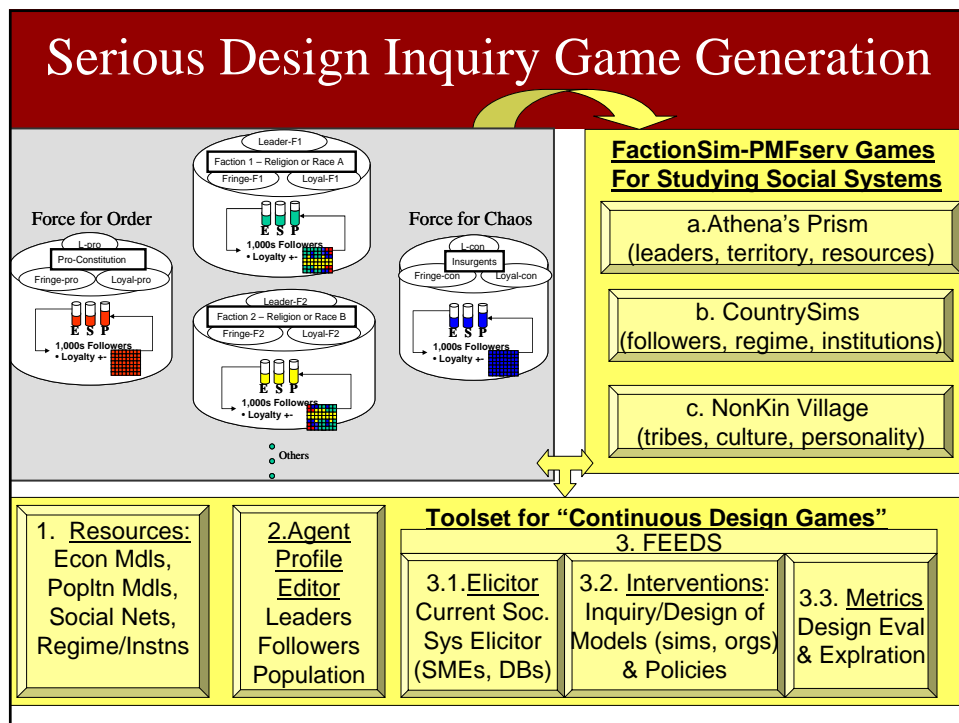 Serious Design Inquiry Game Generation
Leader-F1
Faction 1 – Religion or Race A
Fringe-F1 Loyal-F1
E S P
1,000s Followers
• Loyalty +-
Force for Order
L-pro
Pro-Constitution
Fringe-pro Loyal-pro
E S P
1,000s Followers
• Loyalty +-
Force for Chaos
L-con
Insurgents
Fringe-con Loyal-con
E S P
1,000s Followers
• Loyalty +-
Leader-F2
Faction 2 – Religion or Race B
Fringe-F2 Loyal-F2
E S P
1,000s Followers
• Loyalty +-
Others
FactionSim-PMFserv Games
For Studying Social Systems
a.Athena's Prism
(leaders, territory, resources)
b. CountrySims
(followers, regime, institutions)
c. NonKin Village
(tribes, culture, personality)
1. Resources:
Econ Mdls,
Popltn Mdls,
Social Nets,
Regime/Instns
2.Agent
Profile
Editor
Leaders
Followers
Population
Toolset for “Continuous Design Games”
3. FEEDS
3.1.Elicitor
Current Soc.
Sys Elicitor
(SMEs, DBs)
3.2. Interventions:
Inquiry/Design of
Models (sims, orgs)
& Policies
3.3. Metrics
Design Eval
& Explration